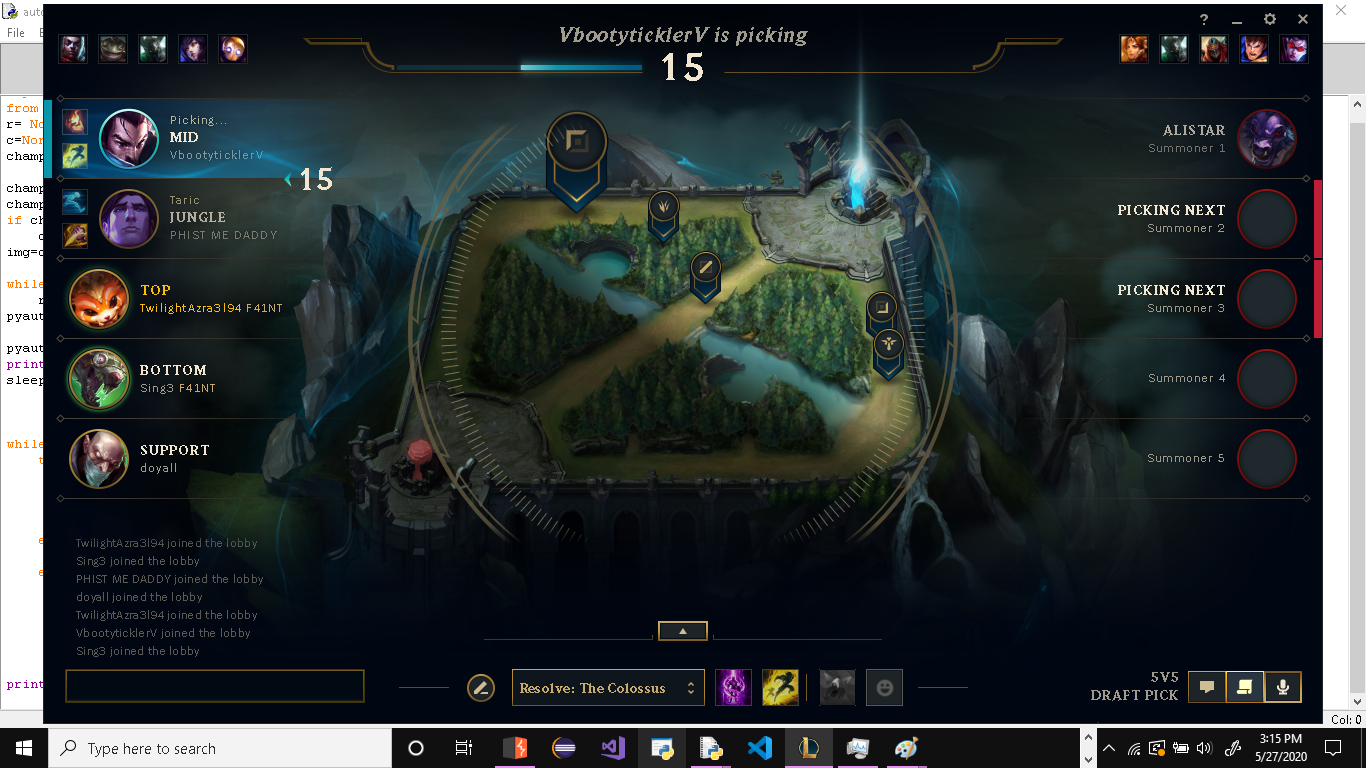 auto
File E
from
r= No
c=Non
champ
champ
champ
if ch
c
img=c
while
r
pyaut
pyaut
print
sleep
while
t
e
e
print
VbootyticklerV is picking
15
? _ ×
Picking...
MID
VbootyticklerV
15
Taric
JUNGLE
PHIST ME DADDY
TOP
TwilightAzra3l94 F41NT
BOTTOM
Sing3 F41NT
SUPPORT
doyall
ALISTAR
Summoner 1
PICKING NEXT
Summoner 2
PICKING NEXT
Summoner 3
Summoner 4
Summoner 5
TwilightAzra3l94 joined the lobby
Sing3 joined the lobby
PHIST ME DADDY joined the lobby
doyall joined the lobby
TwilightAzra3l94 joined the lobby
VbootyticklerV joined the lobby
Sing3 joined the lobby
Resolve: The Colossus
5V5
DRAFT PICK
Col: 0
Type here to search
3:15 PM
5/27/2020